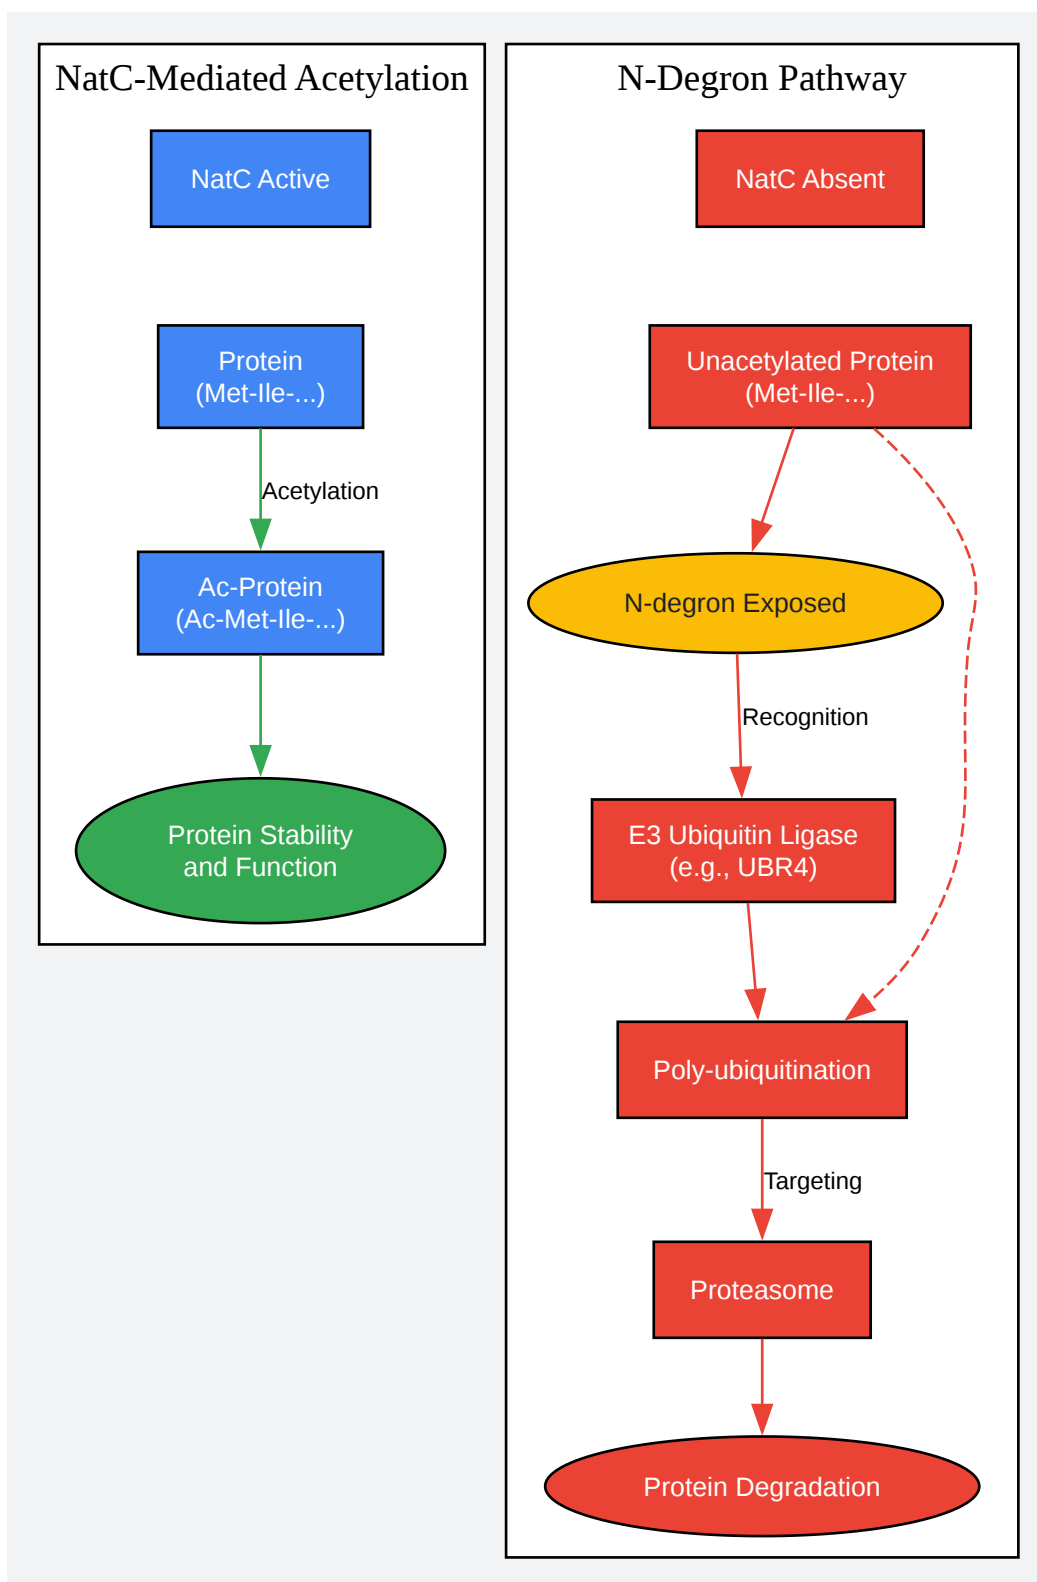 NatC-Mediated Acetylation
NatC Active
Protein
(Met-Ile-...)
Acetylation
Ac-Protein
(Ac-Met-Ile-...)
Protein Stability
and Function
N-Degron Pathway
NatC Absent
Unacetylated Protein
(Met-Ile-...)
N-degron Exposed
Recognition
E3 Ubiquitin Ligase
(e.g., UBR4)
Poly-ubiquitination
Targeting
Proteasome
Protein Degradation